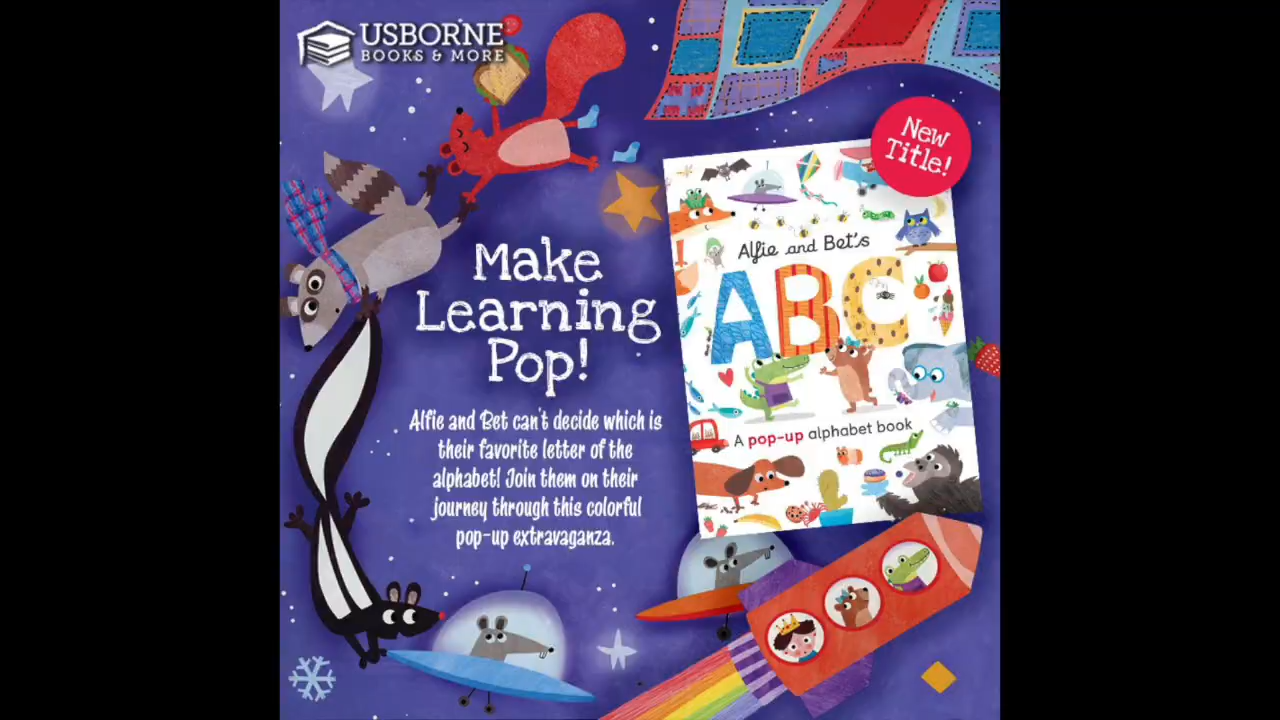 USBORNE
BOOKS & MORE
New
Title!
Alfie and Bet's
ABC
A pop-up alphabet book
Make
Learning
Pop!
Alfie and Bet can't decide which is
their favorite letter of the
alphabet! Join them on their
journey through this colorful
pop-up extravaganza.